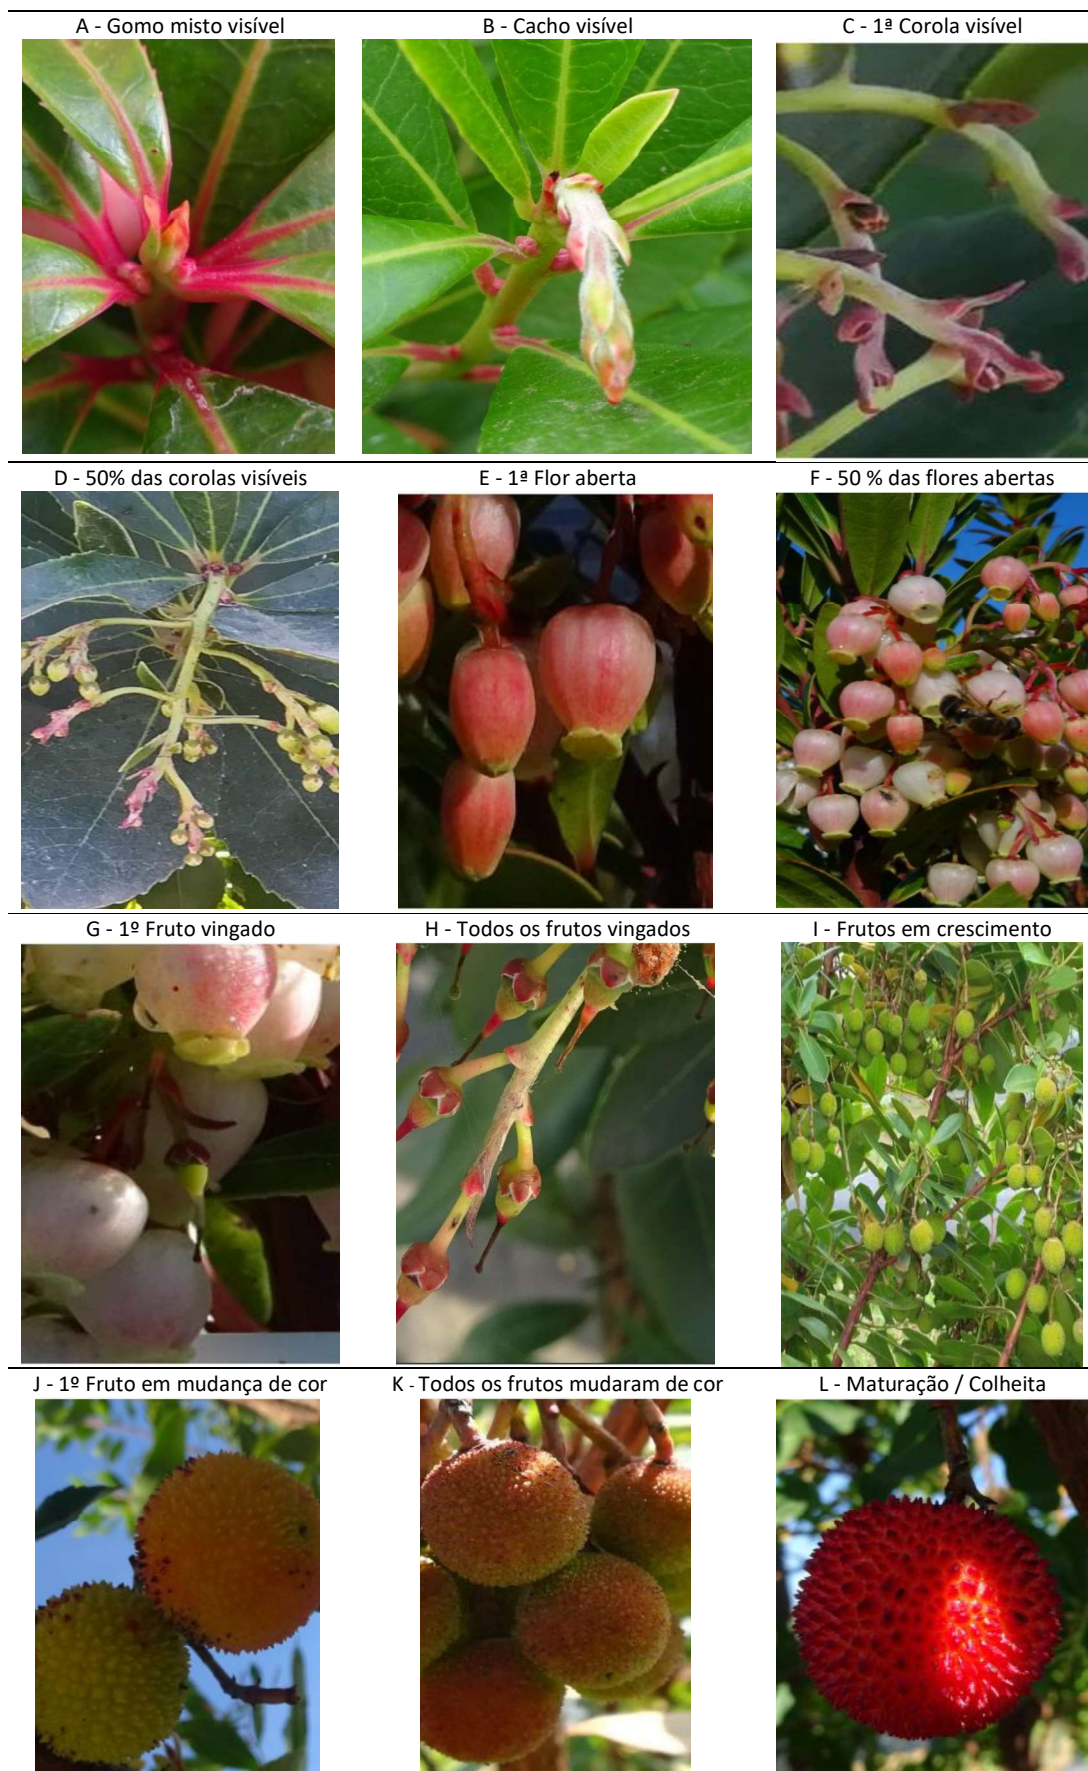 A - Gomo misto visível
B - Cacho visível
C - 1ª Corola visível
D - 50% das corolas visíveis
E - 1ª Flor aberta
F - 50 % das flores abertas
G - 1º Fruto vingado
H - Todos os frutos vingados
I - Frutos em crescimento
J - 1º Fruto em mudança de cor
K - Todos os frutos mudaram de cor
L - Maturação / Colheita